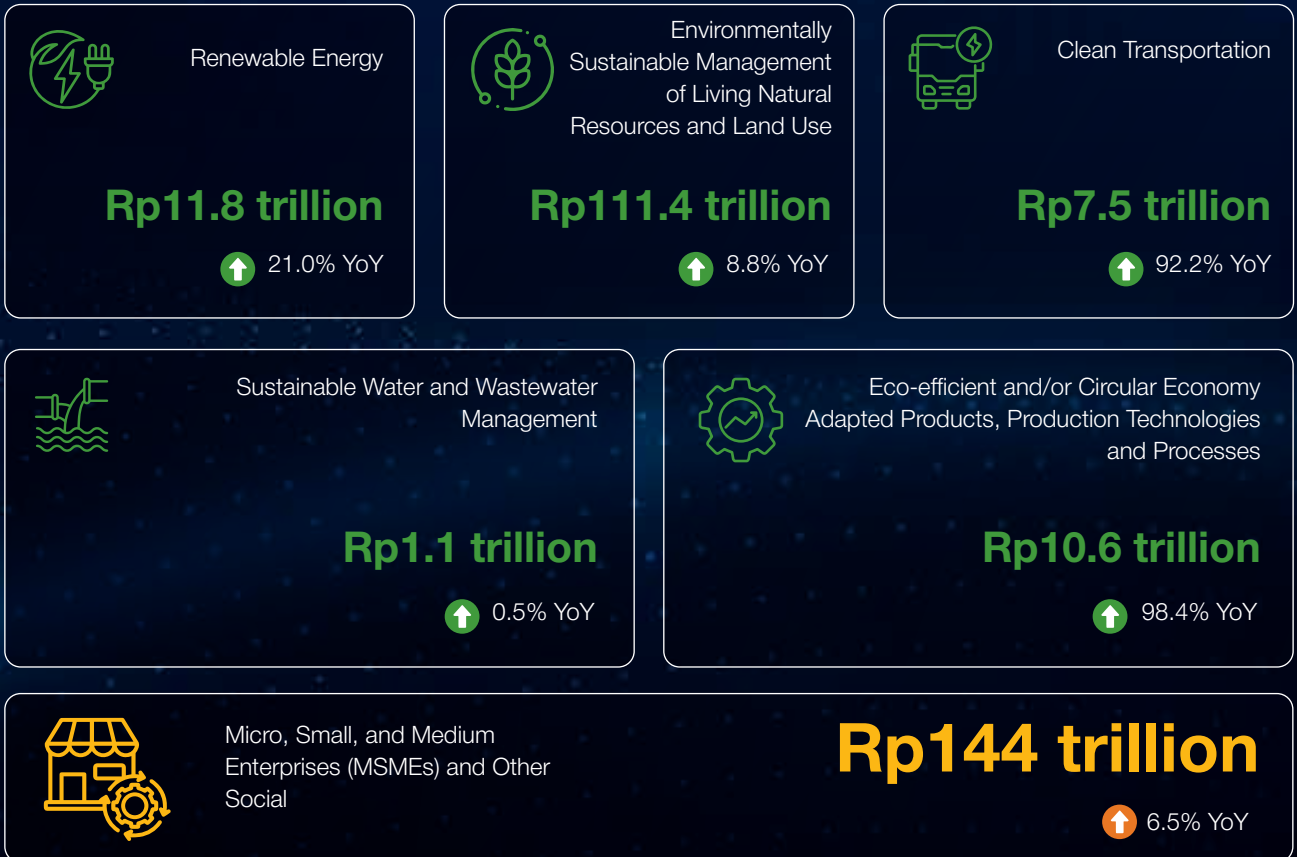 Renewable Energy
Rp11.8 trillion
21.0% YoY
Environmentally
Sustainable Management
of Living Natural
Resources and Land Use
Rp111.4 trillion
8.8% YoY
Clean Transportation
Rp7.5 trillion
92.2% YoY
Sustainable Water and Wastewater
Management
Rp1.1 trillion
0.5% YoY
Eco-efficient and/or Circular Economy
Adapted Products, Production Technologies
and Processes
Rp10.6 trillion
98.4% YoY
Micro, Small, and Medium
Enterprises (MSMEs) and Other
Social
Rp144 trillion
6.5% YoY